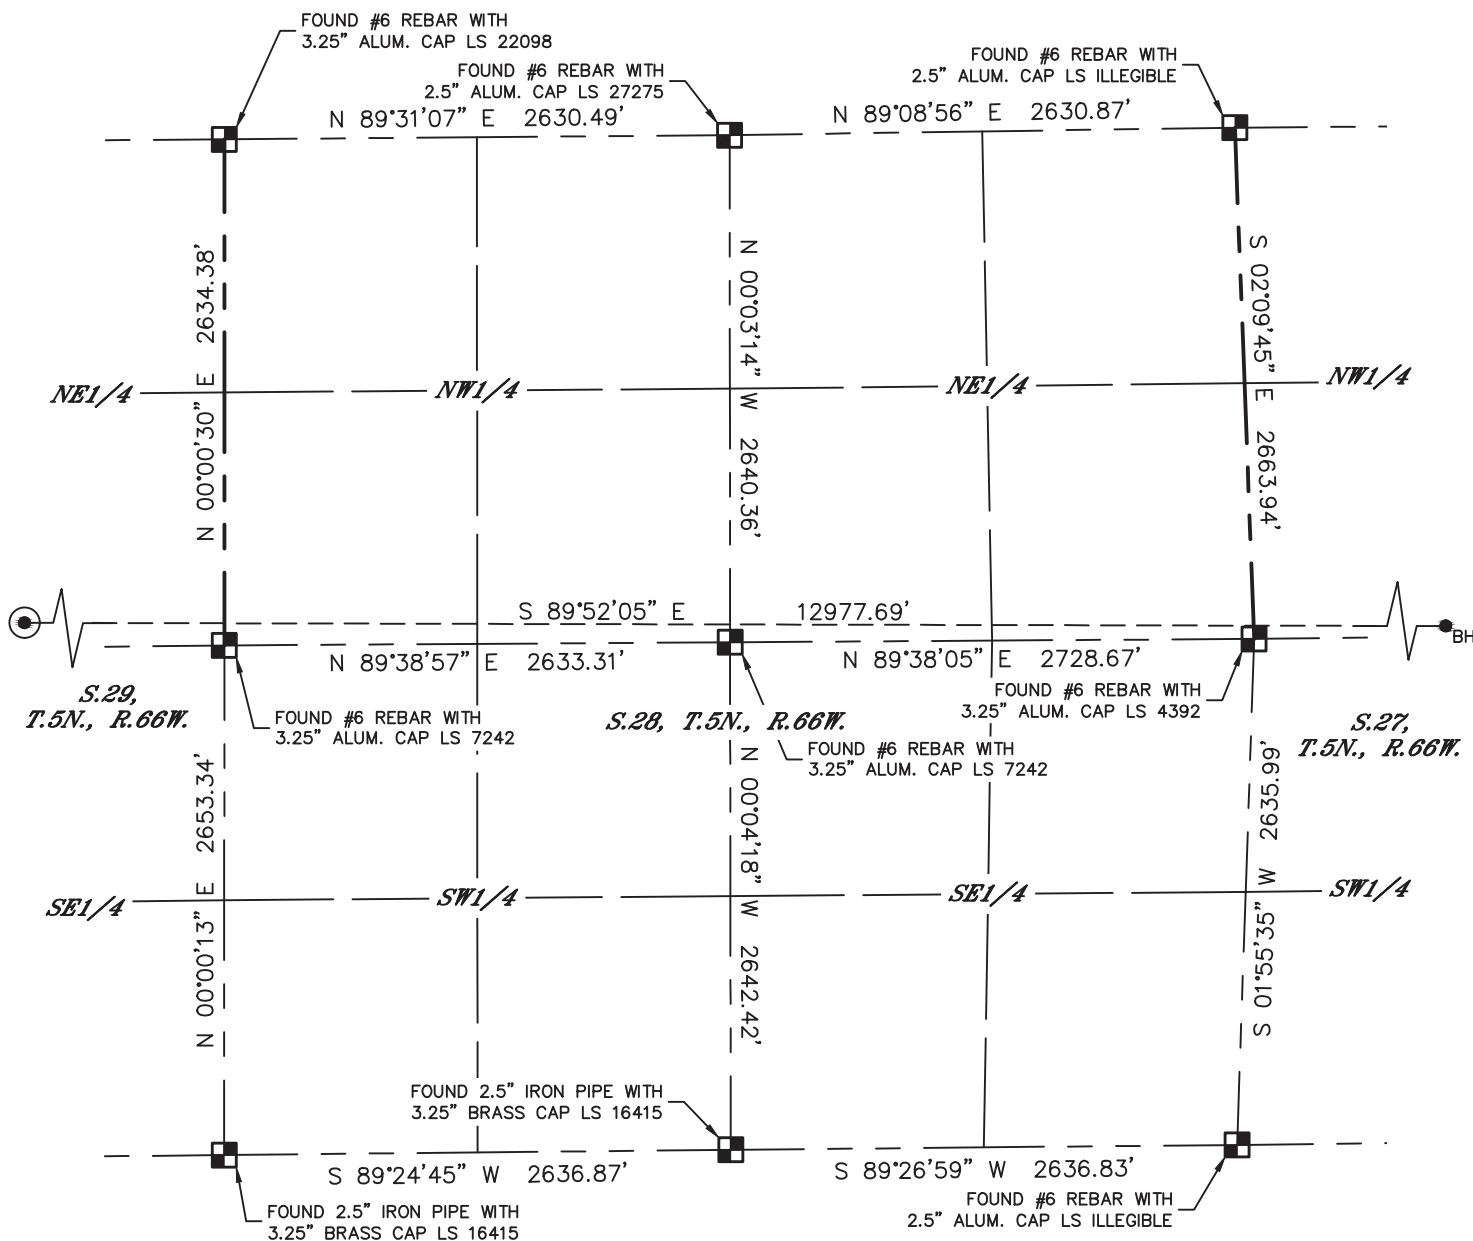 FOUND #6 REBAR WITH
3.25" ALUM. CAP LS 22098
FOUND #6 REBAR WITH
2.5" ALUM. CAP LS 27275
FOUND #6 REBAR WITH
2.5" ALUM. CAP LS ILLEGIBLE
N 89°31'07" E 2630.49'
N 89°08'56" E 2630.87'
N 00°00'30" E 2634.38'
N 00°03'14" W 2640.36'
S 02°09'45" E 2663.94'
NE1/4
NW1/4
NE1/4
NW1/4
S 89°52'05" E 12977.69'
BH
N 89°38'57" E 2633.31'
N 89°38'05" E 2728.67'
S.29,
T.5N., R.66W.
FOUND #6 REBAR WITH
3.25" ALUM. CAP LS 7242
S.28, T.5N., R.66W.
FOUND #6 REBAR WITH
3.25" ALUM. CAP LS 7242
FOUND #6 REBAR WITH
3.25" ALUM. CAP LS 4392
S.27,
T.5N., R.66W.
N 00°00'13" E 2653.34'
N 00°04'18" W 2642.42'
S 01°55'35" W 2635.99'
SE1/4
SW1/4
SE1/4
SW1/4
FOUND 2.5" IRON PIPE WITH
3.25" BRASS CAP LS 16415
S 89°24'45" W 2636.87'
S 89°26'59" W 2636.83'
FOUND 2.5" IRON PIPE WITH
3.25" BRASS CAP LS 16415
FOUND #6 REBAR WITH
2.5" ALUM. CAP LS ILLEGIBLE